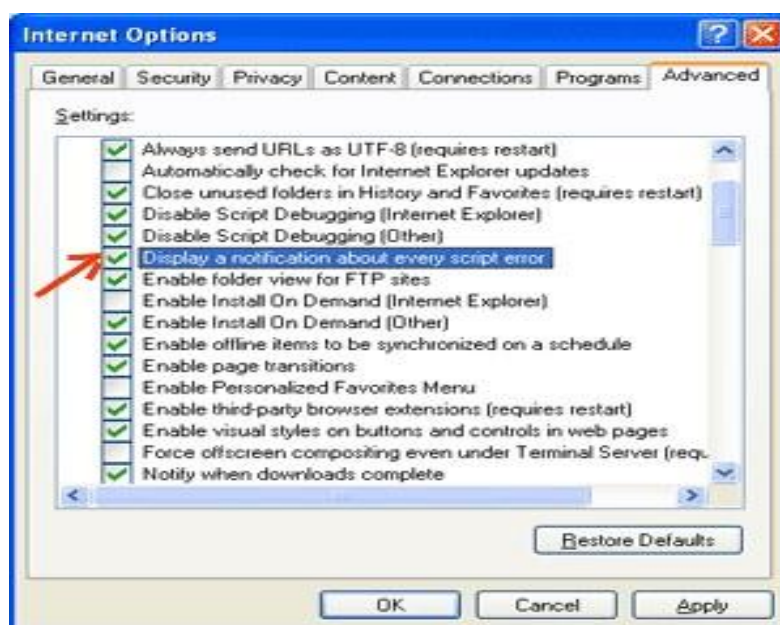 Internet Options
General Security Privacy Content Connections Programs Advanced
Settings:
Always send URLs as UTF-8 (requires restart)
Automatically check for Internet Explorer updates
Close unused folders in History and Favorites (requires restart)
Disable Script Debugging (Internet Explorer)
Disable Script Debugging (Other)
Display a notification about every script error
Enable folder view for FTP sites
Enable Install On Demand (Internet Explorer)
Enable Install On Demand (Other)
Enable offline items to be synchronized on a schedule
Enable page transitions
Enable Personalized Favorites Menu
Enable third-party browser extensions (requires restart)
Enable visual styles on buttons and controls in web pages
Force offscreen compositing even under Terminal Server (requ
Notify when downloads complete
Restore Defaults
OK Cancel Apply